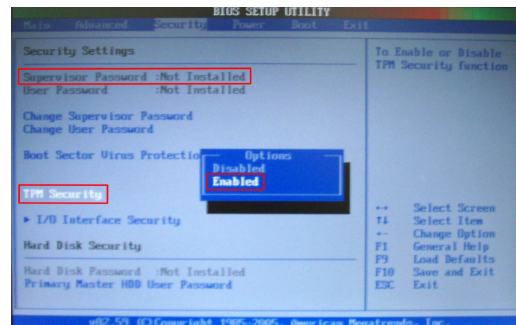 BIOS SETUP UTILITY
Main Advanced Security Power Boot Exit
Security Settings
Supervisor Password :Not Installed
User Password :Not Installed
Change Supervisor Password
Change User Password
Boot Sector Virus Protectio
Options
Disabled
Enabled
TPM Security
▶ I/O Interface Security
Hard Disk Security
Hard Disk Password :Not Installed
Primary Master HDD User Password
To Enable or Disable
TPM Security function
↔ Select Screen
↑↓ Select Item
+- Change Option
F1 General Help
F9 Load Defaults
F10 Save and Exit
ESC Exit
v02.59 (C)Copyright 1985-2005, American Megatrends, Inc.